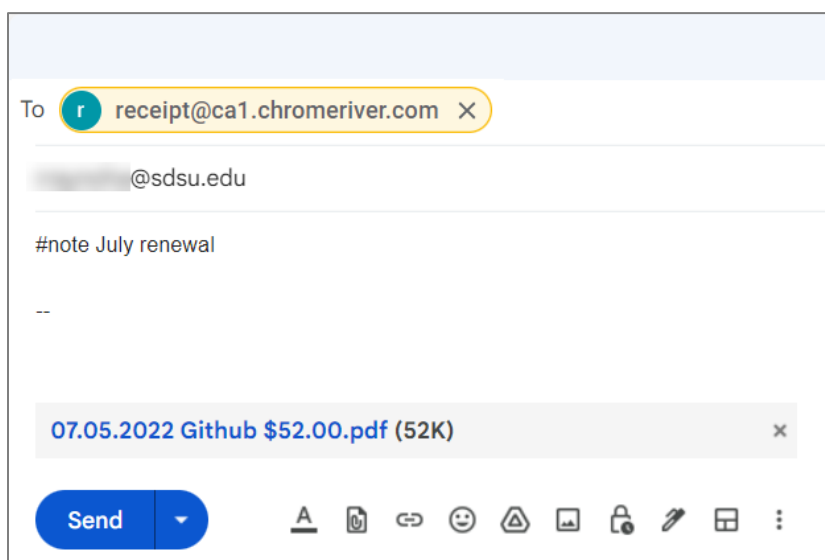 To r receipt@ca1.chromeriver.com
@sdsu.edu
#note July renewal
--
07.05.2022 Github $52.00.pdf (52K)
Send